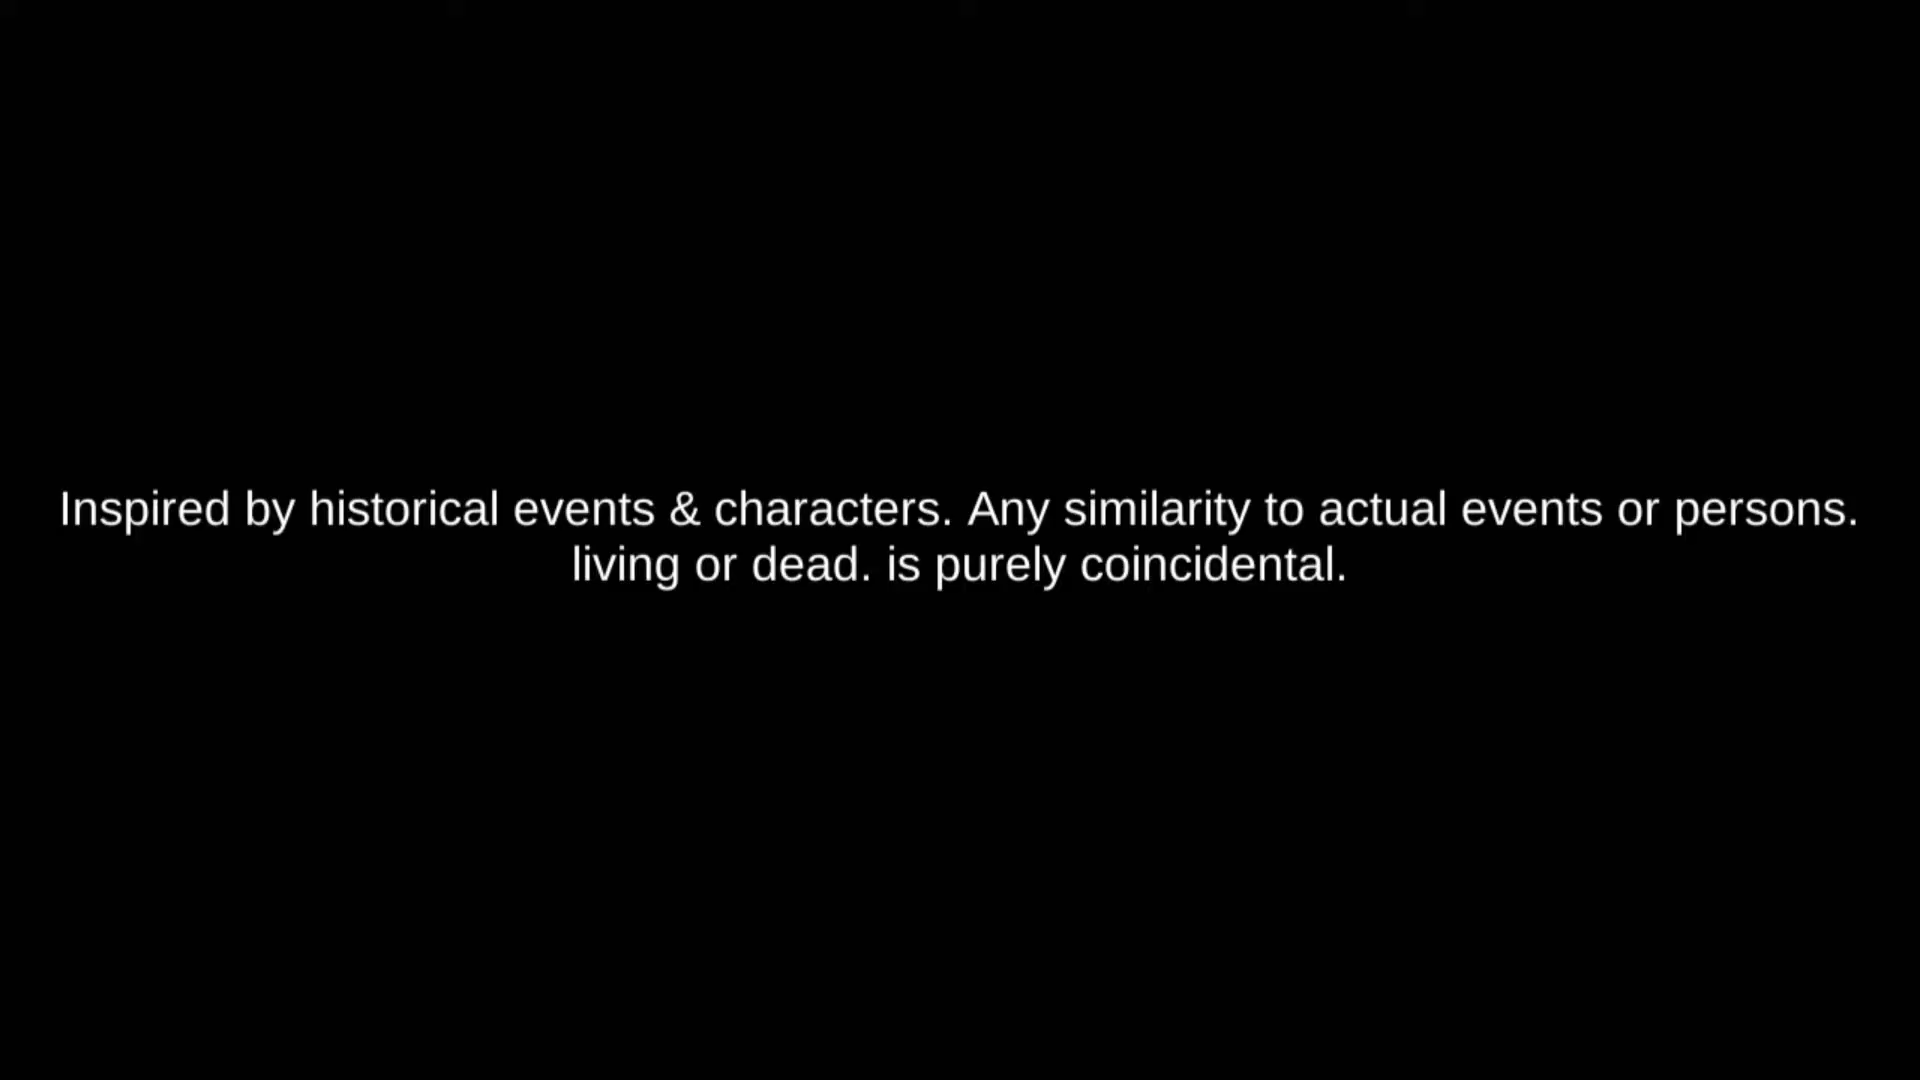 Inspired by historical events & characters. Any similarity to actual events or persons.
living or dead. is purely coincidental.